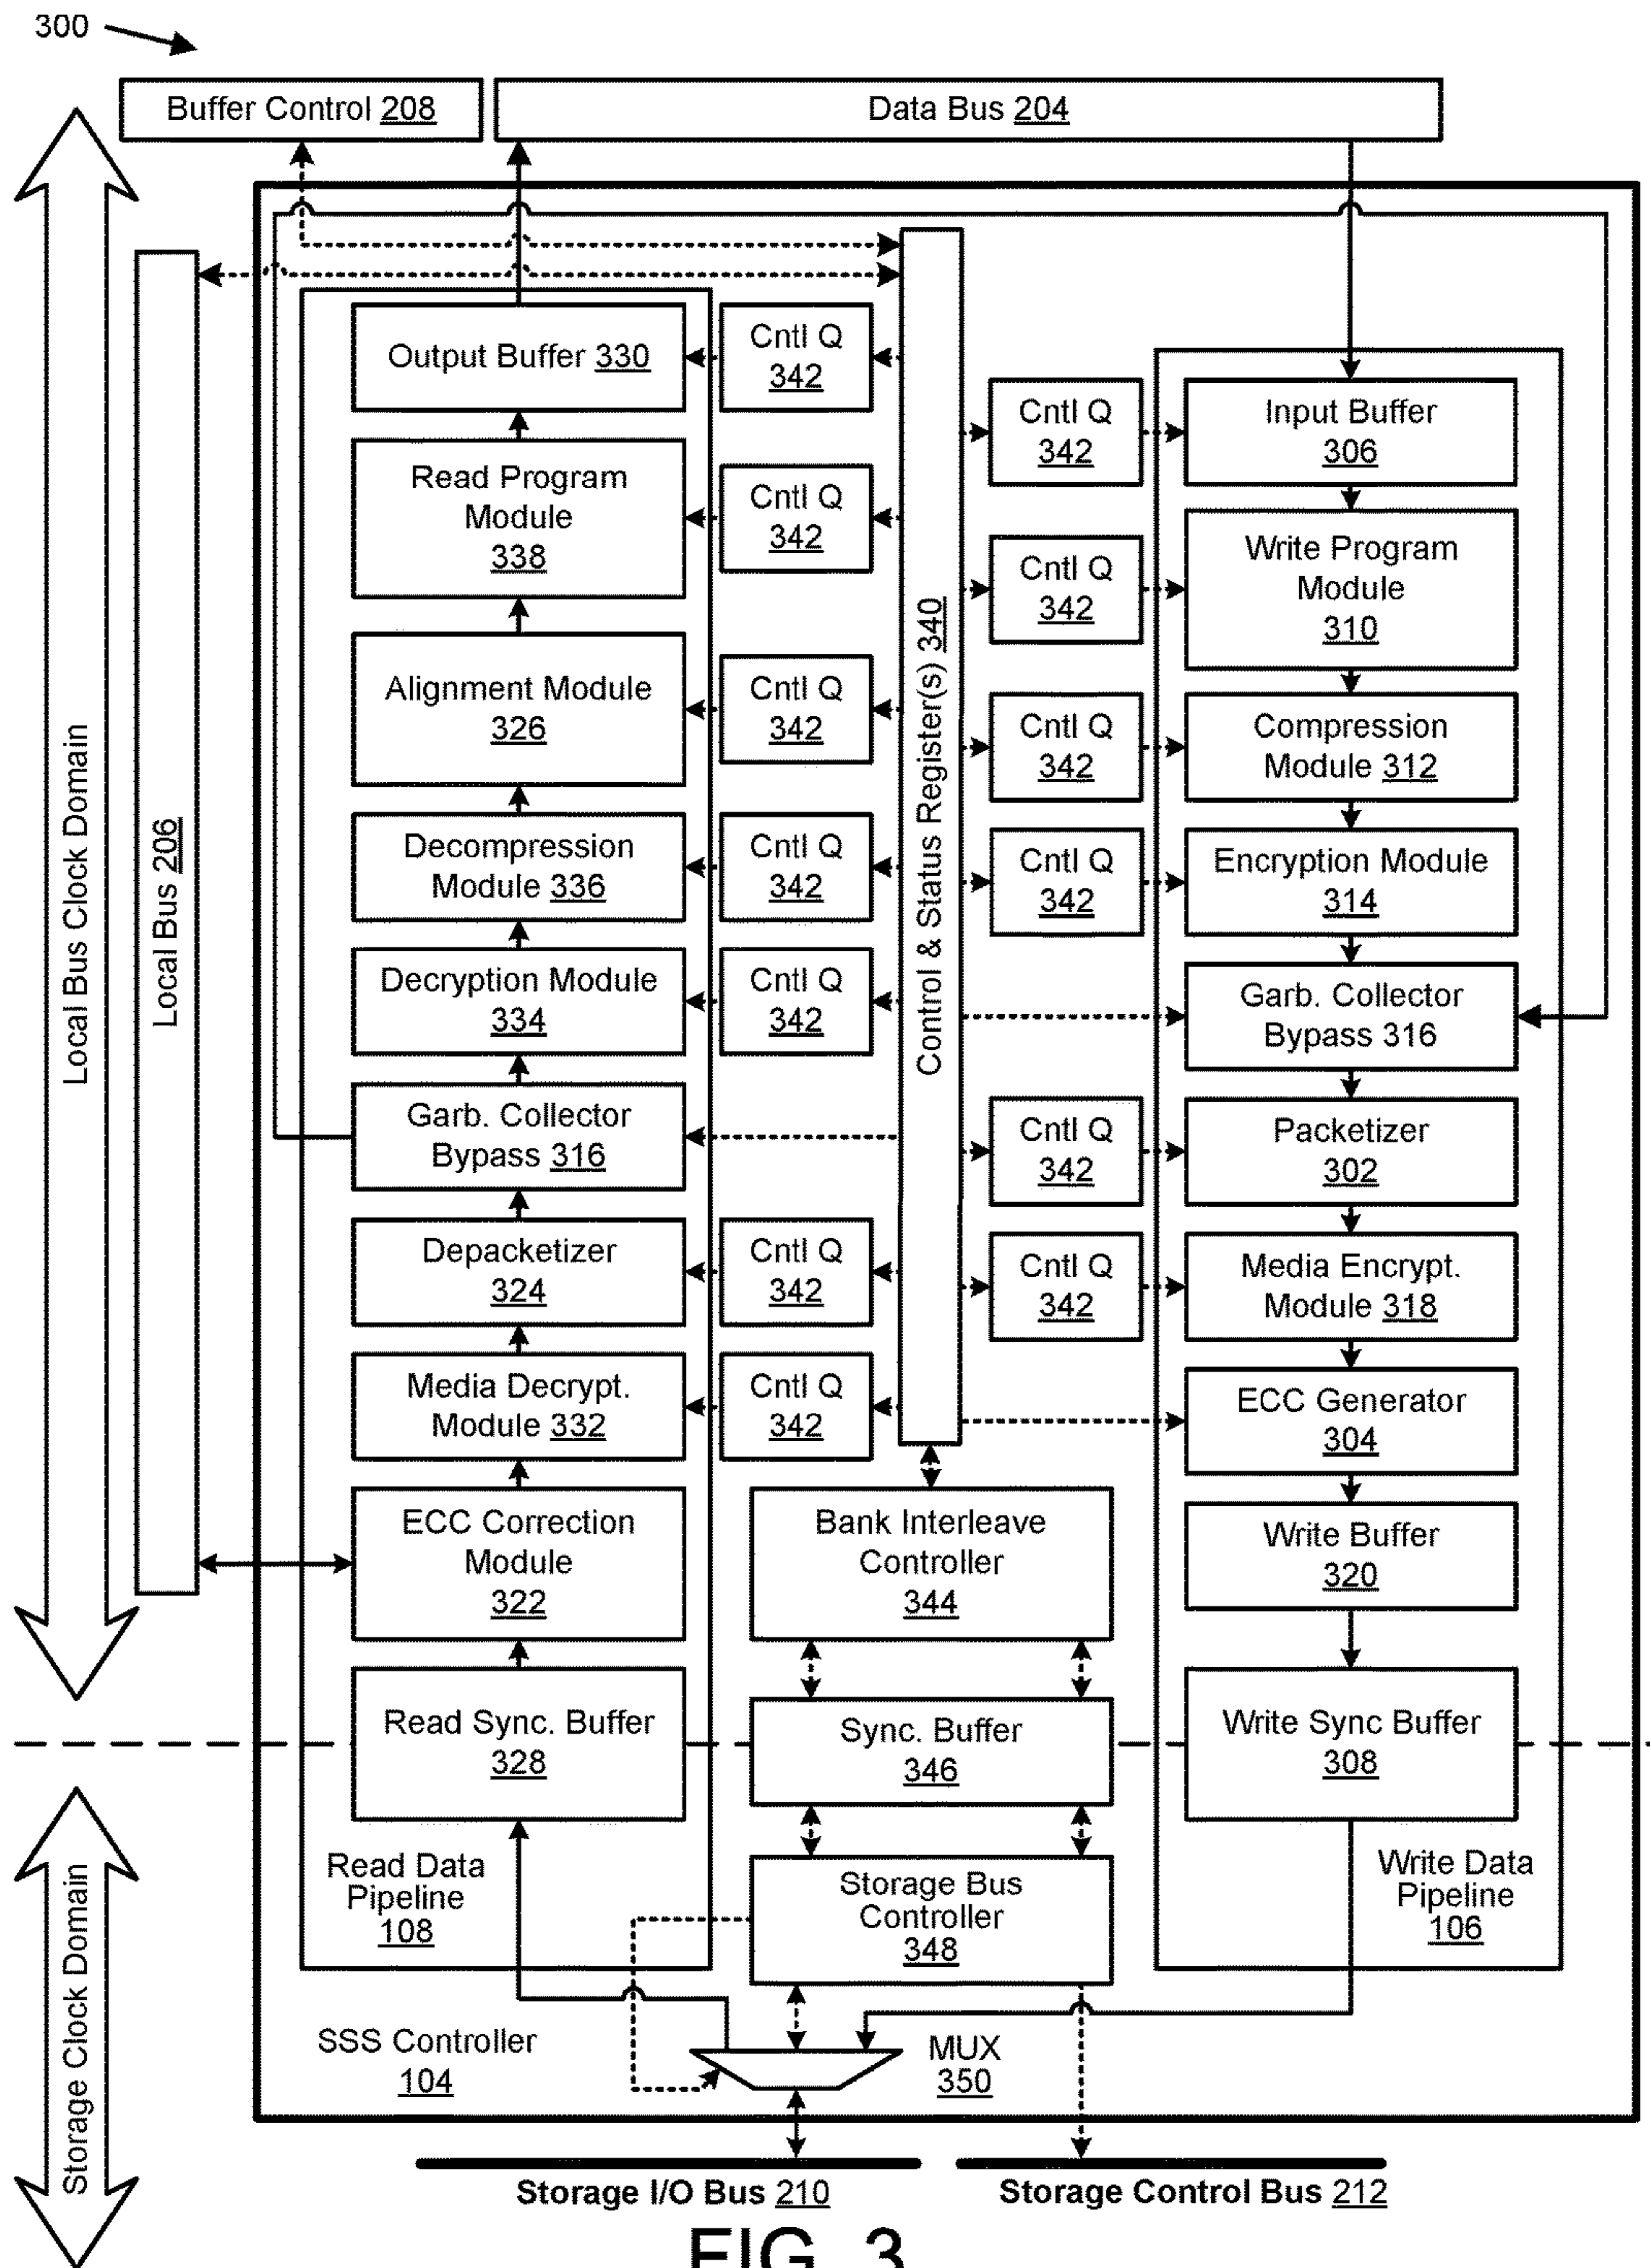 300
Buffer Control 208
Data Bus 204
Local Bus Clock Domain
Local Bus 206
Output Buffer 330
Cntl Q
342
Read Program
Module
338
Cntl Q
342
Alignment Module
326
Cntl Q
342
Decompression
Module 336
Cntl Q
342
Decryption Module
334
Cntl Q
342
Garb. Collector
Bypass 316
Depacketizer
324
Cntl Q
342
Media Decrypt.
Module 332
Cntl Q
342
ECC Correction
Module
322
Read Sync. Buffer
328
Read Data
Pipeline
108
Control & Status Register(s) 340
Bank Interleave
Controller
344
Sync. Buffer
346
Storage Bus
Controller
348
Cntl Q
342
Input Buffer
306
Cntl Q
342
Write Program
Module
310
Cntl Q
342
Compression
Module 312
Cntl Q
342
Encryption Module
314
Garb. Collector
Bypass 316
Cntl Q
342
Packetizer
302
Cntl Q
342
Media Encrypt.
Module 318
ECC Generator
304
Write Buffer
320
Write Sync Buffer
308
Write Data
Pipeline
106
Storage Clock Domain
SSS Controller
104
MUX
350
Storage I/O Bus 210
Storage Control Bus 212
FIG. 3